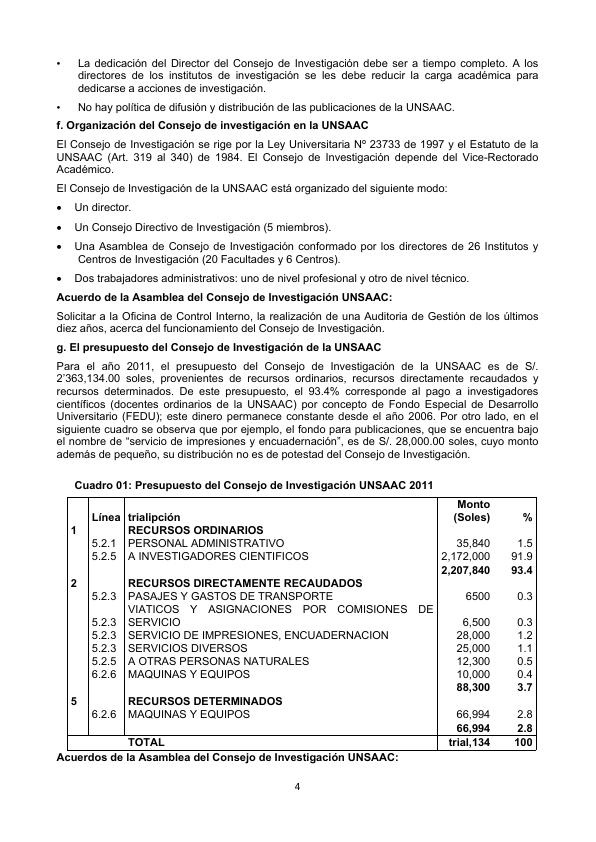 • La dedicación del Director del Consejo de Investigación debe ser a tiempo completo. A los
directores de los institutos de investigación se les debe reducir la carga académica para
dedicarse a acciones de investigación.
• No hay política de difusión y distribución de las publicaciones de la UNSAAC.
f. Organización del Consejo de investigación en la UNSAAC
El Consejo de Investigación se rige por la Ley Universitaria Nº 23733 de 1997 y el Estatuto de la
UNSAAC (Art. 319 al 340) de 1984. El Consejo de Investigación depende del Vice-Rectorado
Académico.
El Consejo de Investigación de la UNSAAC está organizado del siguiente modo:
• Un director.
• Un Consejo Directivo de Investigación (5 miembros).
• Una Asamblea de Consejo de Investigación conformado por los directores de 26 Institutos y
Centros de Investigación (20 Facultades y 6 Centros).
• Dos trabajadores administrativos: uno de nivel profesional y otro de nivel técnico.
Acuerdo de la Asamblea del Consejo de Investigación UNSAAC:
Solicitar a la Oficina de Control Interno, la realización de una Auditoria de Gestión de los últimos
diez años, acerca del funcionamiento del Consejo de Investigación.
g. El presupuesto del Consejo de Investigación de la UNSAAC
Para el año 2011, el presupuesto del Consejo de Investigación de la UNSAAC es de S/.
2'363,134.00 soles, provenientes de recursos ordinarios, recursos directamente recaudados y
recursos determinados. De este presupuesto, el 93.4% corresponde al pago a investigadores
científicos (docentes ordinarios de la UNSAAC) por concepto de Fondo Especial de Desarrollo
Universitario (FEDU); este dinero permanece constante desde el año 2006. Por otro lado, en el
siguiente cuadro se observa que por ejemplo, el fondo para publicaciones, que se encuentra bajo
el nombre de “servicio de impresiones y encuadernación”, es de S/. 28,000.00 soles, cuyo monto
además de pequeño, su distribución no es de potestad del Consejo de Investigación.
Cuadro 01: Presupuesto del Consejo de Investigación UNSAAC 2011
Monto
Línea trialipción (Soles) %
1 RECURSOS ORDINARIOS
5.2.1 PERSONAL ADMINISTRATIVO 35,840 1.5
5.2.5 A INVESTIGADORES CIENTIFICOS 2,172,000 91.9
2,207,840 93.4
2 RECURSOS DIRECTAMENTE RECAUDADOS
5.2.3 PASAJES Y GASTOS DE TRANSPORTE 6500 0.3
VIATICOS Y ASIGNACIONES POR COMISIONES DE
5.2.3 SERVICIO 6,500 0.3
5.2.3 SERVICIO DE IMPRESIONES, ENCUADERNACION 28,000 1.2
5.2.3 SERVICIOS DIVERSOS 25,000 1.1
5.2.5 A OTRAS PERSONAS NATURALES 12,300 0.5
6.2.6 MAQUINAS Y EQUIPOS 10,000 0.4
88,300 3.7
5 RECURSOS DETERMINADOS
6.2.6 MAQUINAS Y EQUIPOS 66,994 2.8
66,994 2.8
TOTAL trial,134 100
Acuerdos de la Asamblea del Consejo de Investigación UNSAAC:
4